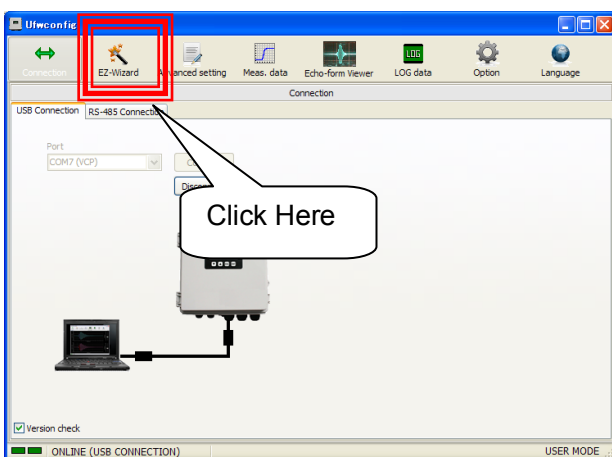 Ufwconfig
Connection EZ-Wizard Advanced setting Meas. data Echo-form Viewer LOG data Option Language
LOG
Connection
USB Connection RS-485 Connection
Port
COM7 (VCP)
Click Here
Version check
ONLINE (USB CONNECTION) USER MODE